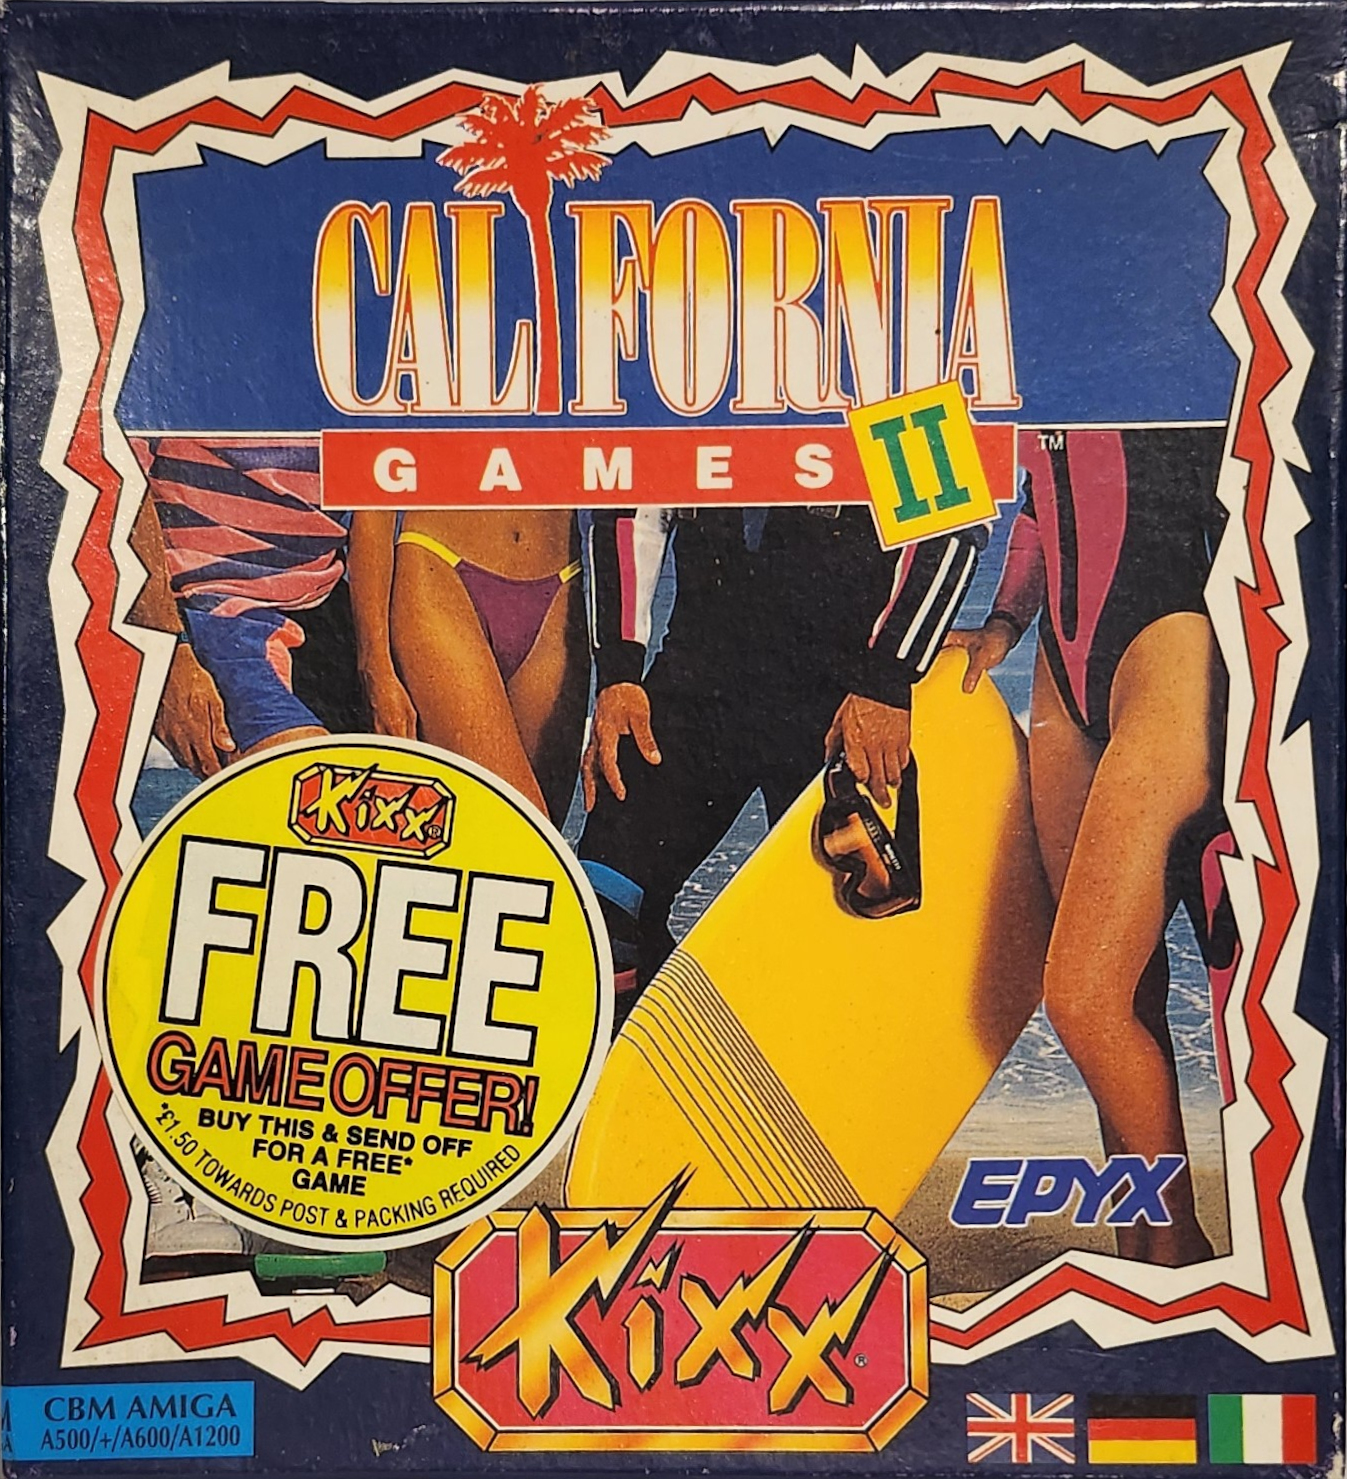 CALIFORNIA
GAMES II
TM
Kixx®
FREE
GAME OFFER!
BUY THIS & SEND OFF
FOR A FREE*
GAME
*£1.50 TOWARDS POST & PACKING REQUIRED
EPYX
Kixx®
CBM AMIGA
A500/+/A600/A1200